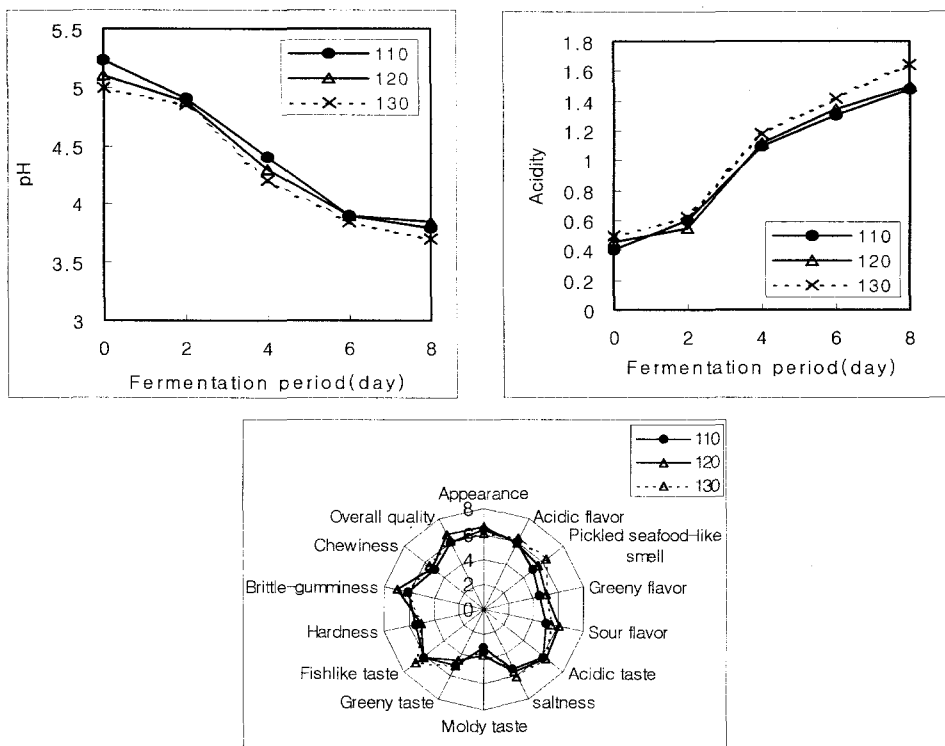 5.5
5
4.5
4
3.5
3
pH
0 2 4 6 8
Fermentation period(day)
110
120
130
1.8
1.6
1.4
1.2
1
0.8
0.6
0.4
0.2
0
Acidity
0 2 4 6 8
Fermentation period(day)
110
120
130
110
120
130
Appearance
Acidic flavor
Pickled seafood-like
smell
Greeny flavor
Sour flavor
Acidic taste
saltness
Moldy taste
Greeny taste
Fishlike taste
Hardness
Brittle-gumminess
Chewiness
Overall quality
8
6
4
2
0